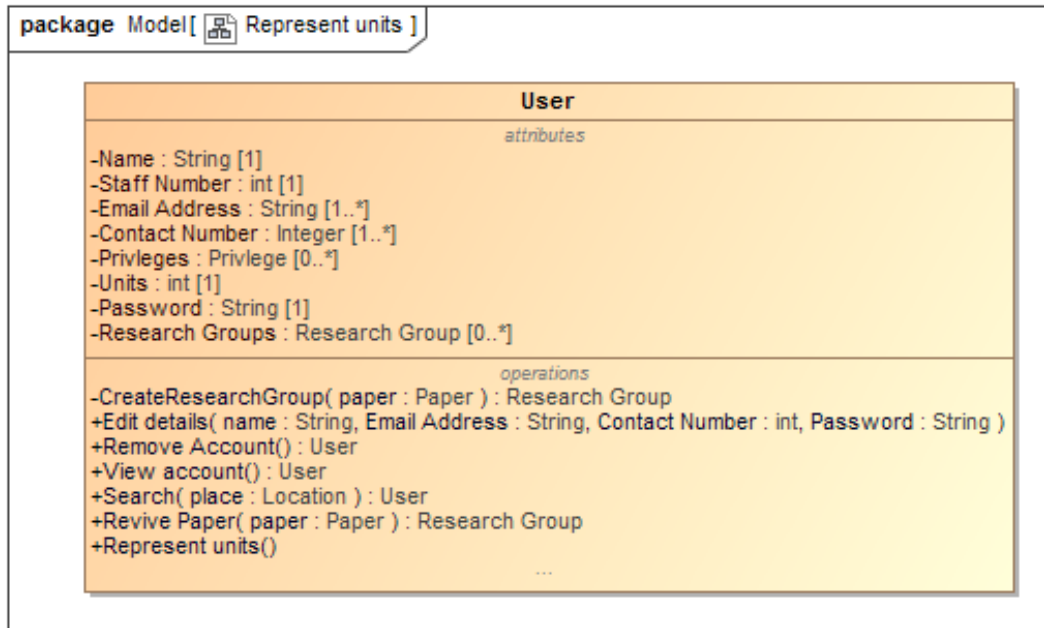 package Model[ Represent units ]
User
attributes
-Name : String [1]
-Staff Number : int [1]
-Email Address : String [1..*]
-Contact Number : Integer [1..*]
-Privleges : Privlege [0..*]
-Units : int [1]
-Password : String [1]
-Research Groups : Research Group [0..*]
operations
-CreateResearchGroup( paper : Paper ) : Research Group
+Edit details( name : String, Email Address : String, Contact Number : int, Password : String )
+Remove Account() : User
+View account() : User
+Search( place : Location ) : User
+Revive Paper( paper : Paper ) : Research Group
+Represent units()
...